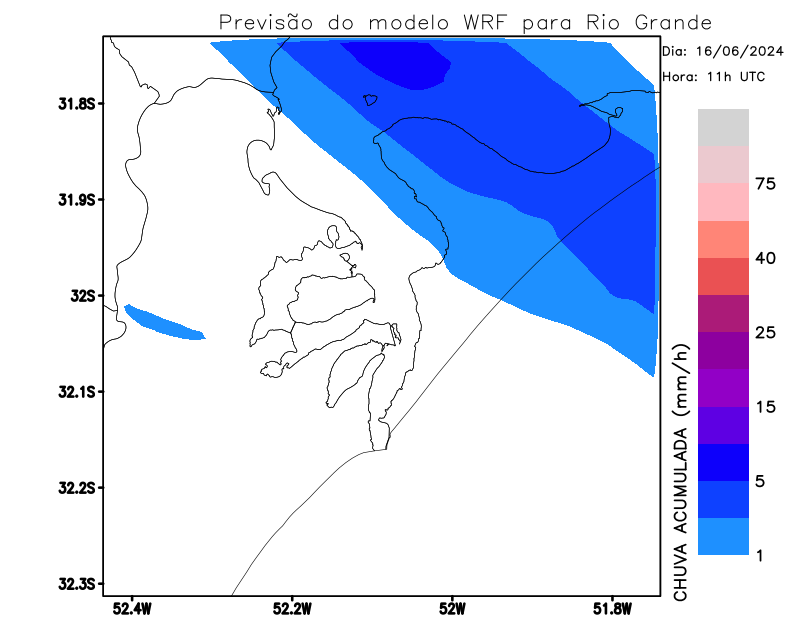 Previsão do modelo WRF para Rio Grande
Dia: 16/06/2024
Hora: 11h UTC
31.8S
31.9S
32S
32.1S
32.2S
32.3S
52.4W
52.2W
52W
51.8W
75
40
25
15
5
1
CHUVA ACUMULADA (mm/h)